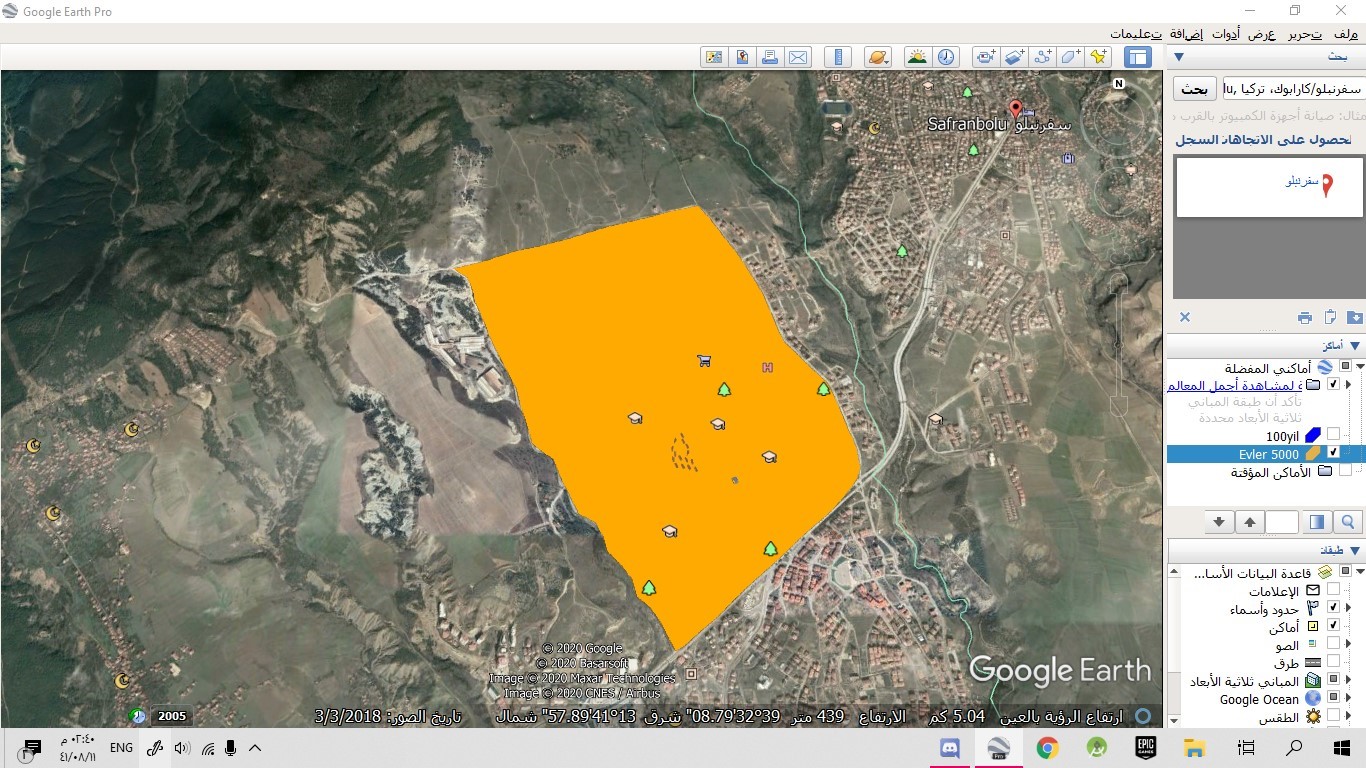 Google Earth Pro
ملف تحرير عرض أدوات إضافة تعليمات
بحث
سفرنبلو/كارابوك، تركيا ,lu
بحث
مثال: صيانة أجهزة الكمبيوتر بالقرب
لحصول على الاتجاهات السجل
سفرنبلو
N
Safranbolu سفرنبلو
H
أماكن
أماكني المفضلة
ة لمشاهدة أجمل المعالم
تأكد أن طبقة المباني
ثلاثية الأبعاد محددة
100yil
Evler 5000
الأماكن المؤقتة
طبقات
قاعدة البيانات الأسا...
الإعلامات
حدود وأسماء
أماكن
الصو
طرق
المباني ثلاثية الأبعاد
Google Ocean
الطقس
© 2020 Google
© 2020 Basarsoft
Image © 2020 Maxar Technologies
Image © 2020 CNES / Airbus
Google Earth
2005
تاريخ الصور: 3/3/2018
57.89'41°13" شمال 08.79'32°39" شرق الارتفاع 439 متر ارتفاع الرؤية بالعين 5.04 كم
ENG
٠٢:٤٠ م
٤١/٠٨/١١
Pro
EPIC
GAMES